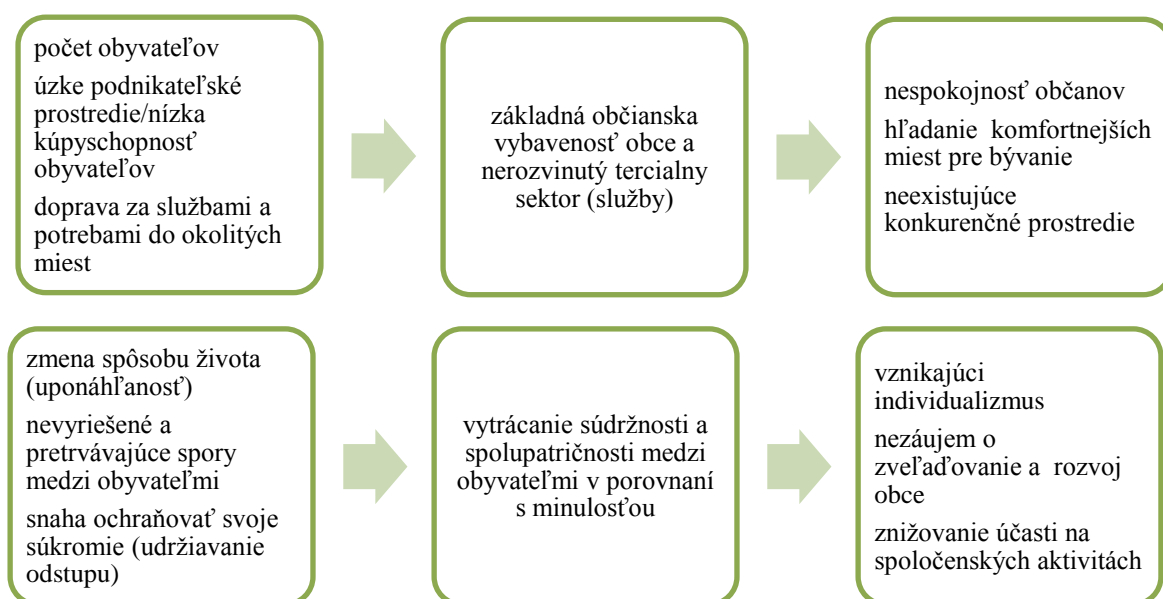 počet obyvateľov
úzke podnikateľské
prostredie/nízka
kúpyschopnosť
obyvateľov
doprava za službami a
potrebami do okolitých
miest
základná občianska
vybavenosť obce a
nerozvinutý tercialny
sektor (služby)
nespokojnosť občanov
hľadanie komfortnejších
miest pre bývanie
neexistujúce
konkurenčné prostredie
zmena spôsobu života
(uponáhľanosť)
nevyriešené a
pretrvávajúce spory
medzi obyvateľmi
snaha ochraňovať svoje
súkromie (udržiavanie
odstupu)
vytrácanie súdržnosti a
spolupatričnosti medzi
obyvateľmi v porovnaní
s minulosťou
vznikajúci
individualizmus
nezáujem o
zveľaďovanie a rozvoj
obce
znižovanie účasti na
spoločenských aktivitách